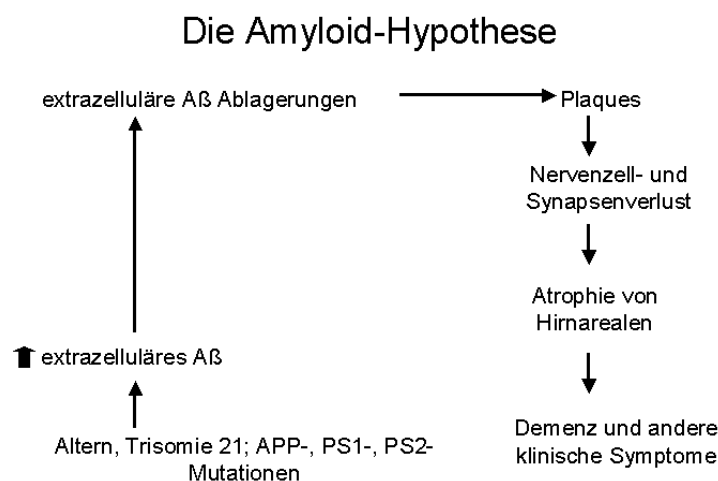 Die Amyloid-Hypothese
extrazelluläre Aß Ablagerungen
Plaques
Nervenzell- und
Synapsenverlust
Atrophie von
Hirnarealen
extrazelluläres Aß
Altern, Trisomie 21; APP-, PS1-, PS2-
Mutationen
Demenz und andere
klinische Symptome